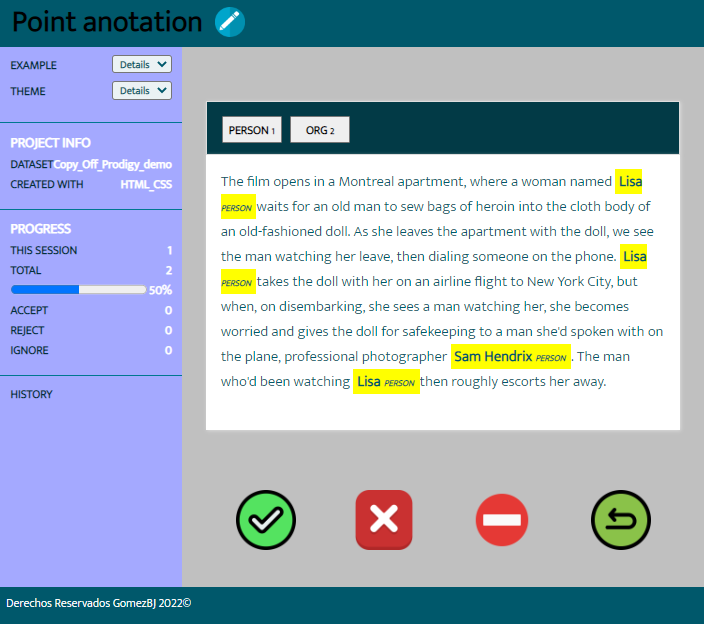 Point anotation
EXAMPLE Details
THEME Details
PROJECT INFO
DATASET Copy_Off_Prodigy_demo
CREATED WITH HTML_CSS
PROGRESS
THIS SESSION 1
TOTAL 2
50%
ACCEPT 0
REJECT 0
IGNORE 0
HISTORY
PERSON 1 ORG 2
The film opens in a Montreal apartment, where a woman named Lisa
PERSON waits for an old man to sew bags of heroin into the cloth body of
an old-fashioned doll. As she leaves the apartment with the doll, we see
the man watching her leave, then dialing someone on the phone. Lisa
PERSON takes the doll with her on an airline flight to New York City, but
when, on disembarking, she sees a man watching her, she becomes
worried and gives the doll for safekeeping to a man she'd spoken with on
the plane, professional photographer Sam Hendrix PERSON . The man
who'd been watching Lisa PERSON then roughly escorts her away.
Derechos Reservados GomezBJ 2022©